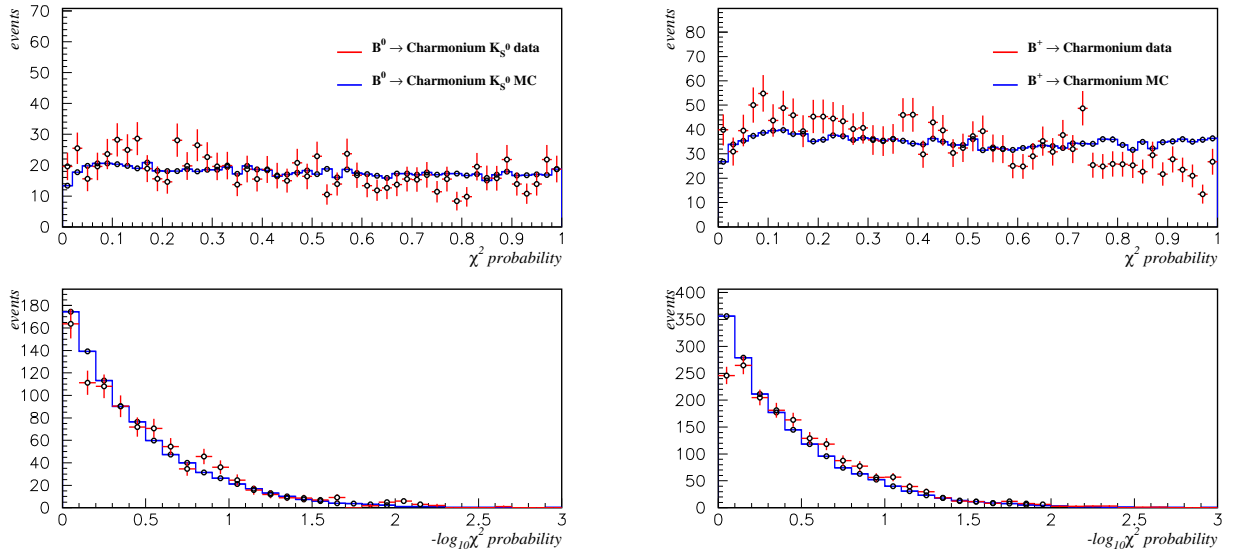 events
70
60
50
40
30
20
10
0
B⁰ → Charmonium K_S⁰ data
B⁰ → Charmonium K_S⁰ MC
0 0.1 0.2 0.3 0.4 0.5 0.6 0.7 0.8 0.9 1
χ² probability
events
80
70
60
50
40
30
20
10
0
B⁺ → Charmonium data
B⁺ → Charmonium MC
0 0.1 0.2 0.3 0.4 0.5 0.6 0.7 0.8 0.9 1
χ² probability
events
180
160
140
120
100
80
60
40
20
0
0 0.5 1 1.5 2 2.5 3
-log₁₀χ² probability
events
400
350
300
250
200
150
100
50
0
0 0.5 1 1.5 2 2.5 3
-log₁₀χ² probability